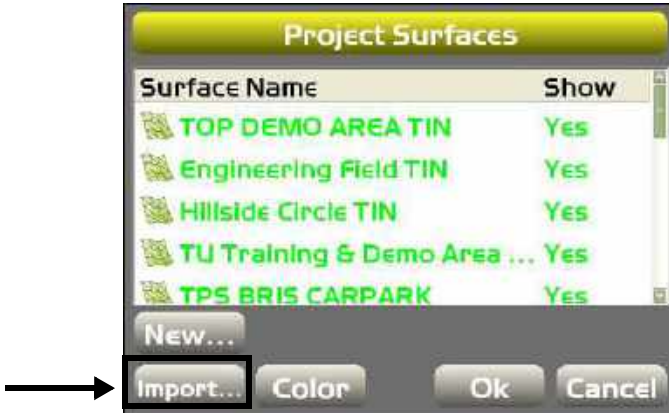 Project Surfaces
Surface Name Show
TOP DEMO AREA TIN Yes
Engineering Field TIN Yes
Hillside Circle TIN Yes
TU Training & Demo Area ... Yes
TPS BRIS CARPARK Yes
New...
Import... Color Ok Cancel